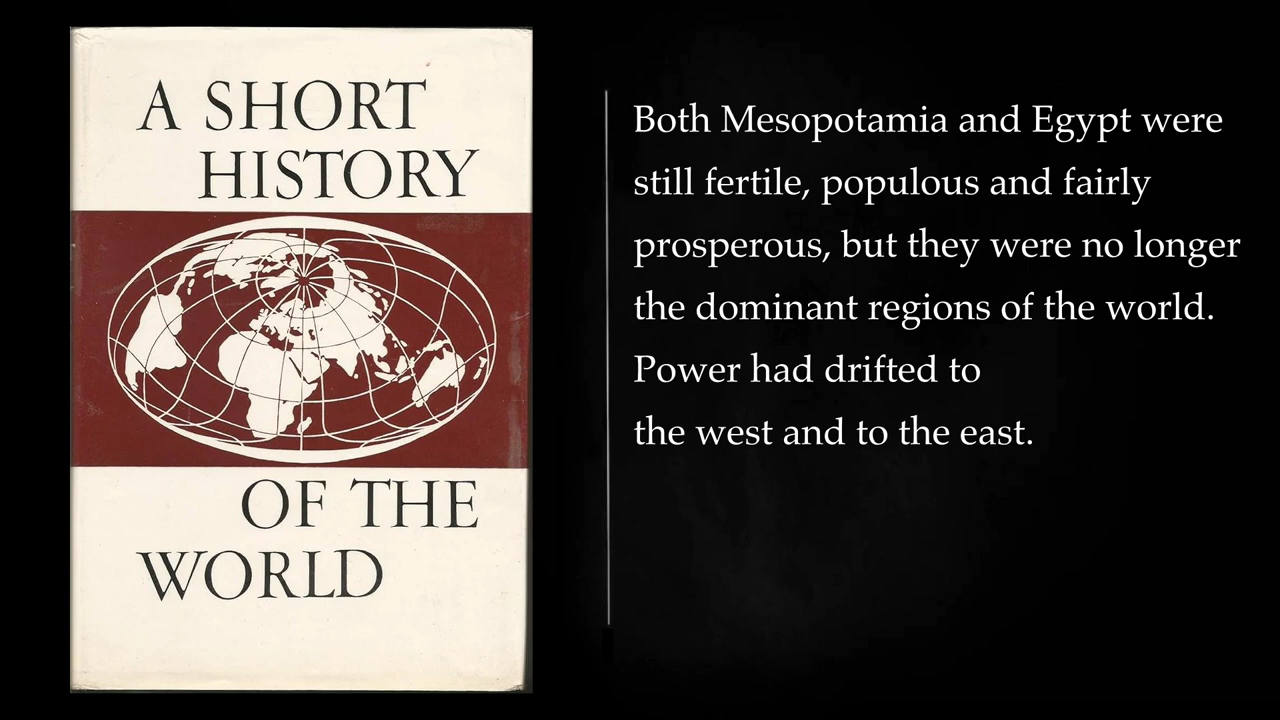 A SHORT
HISTORY
OF THE
WORLD
Both Mesopotamia and Egypt were
still fertile, populous and fairly
prosperous, but they were no longer
the dominant regions of the world.
Power had drifted to
the west and to the east.